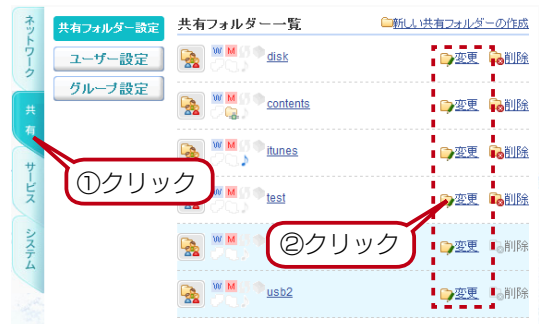 ネットワーク
共有
サービス
システム
共有フォルダー設定
ユーザー設定
グループ設定
共有フォルダー一覧
新しい共有フォルダーの作成
W M disk 変更 削除
W M contents 変更 削除
W M itunes 変更 削除
W M test 変更 削除
W M 変更 削除
W M usb2 変更 削除
①クリック
②クリック